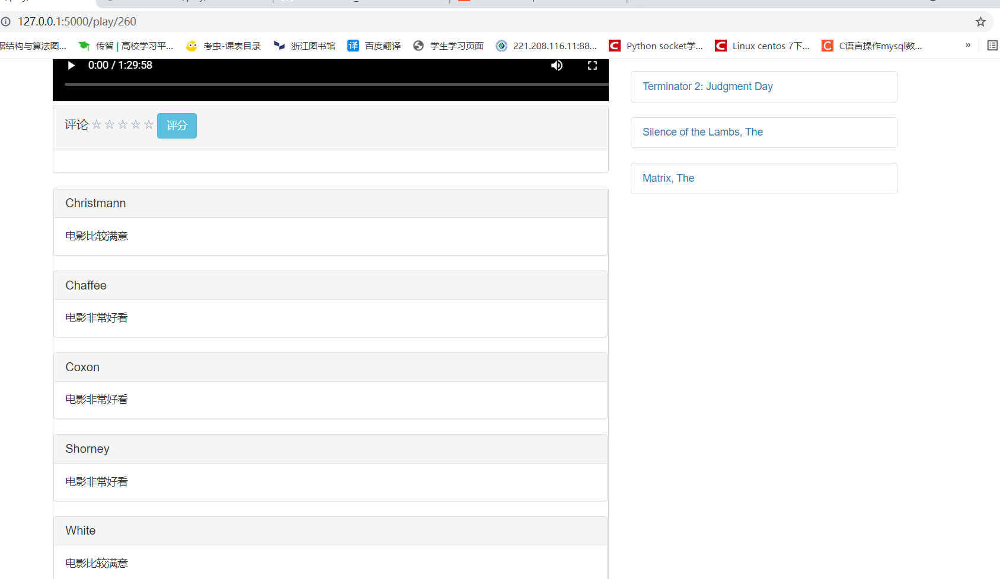 127.0.0.1:5000/play/260
据结构与算法图... 传智 | 高校学习平... 考虫-课表目录 浙江图书馆 译 百度翻译 学生学习页面 221.208.116.11:88... Python socket学... Linux centos 7下... C语言操作mysql数... »
0:00 / 1:29:58
评论 ☆ ☆ ☆ ☆ ☆ 评分
Christmann
电影比较满意
Chaffee
电影非常好看
Coxon
电影非常好看
Shorney
电影非常好看
White
电影比较满意
Terminator 2: Judgment Day
Silence of the Lambs, The
Matrix, The